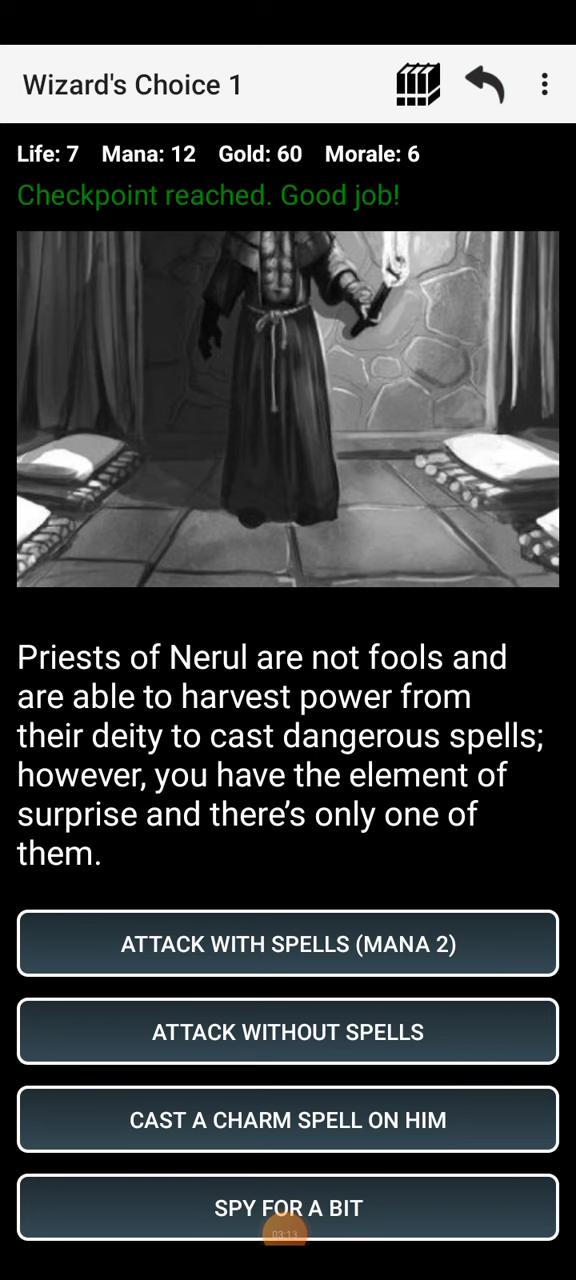 Wizard's Choice 1
Life: 7 Mana: 12 Gold: 60 Morale: 6
Checkpoint reached. Good job!
Priests of Nerul are not fools and
are able to harvest power from
their deity to cast dangerous spells;
however, you have the element of
surprise and there’s only one of
them.
ATTACK WITH SPELLS (MANA 2)
ATTACK WITHOUT SPELLS
CAST A CHARM SPELL ON HIM
SPY FOR A BIT
03:13